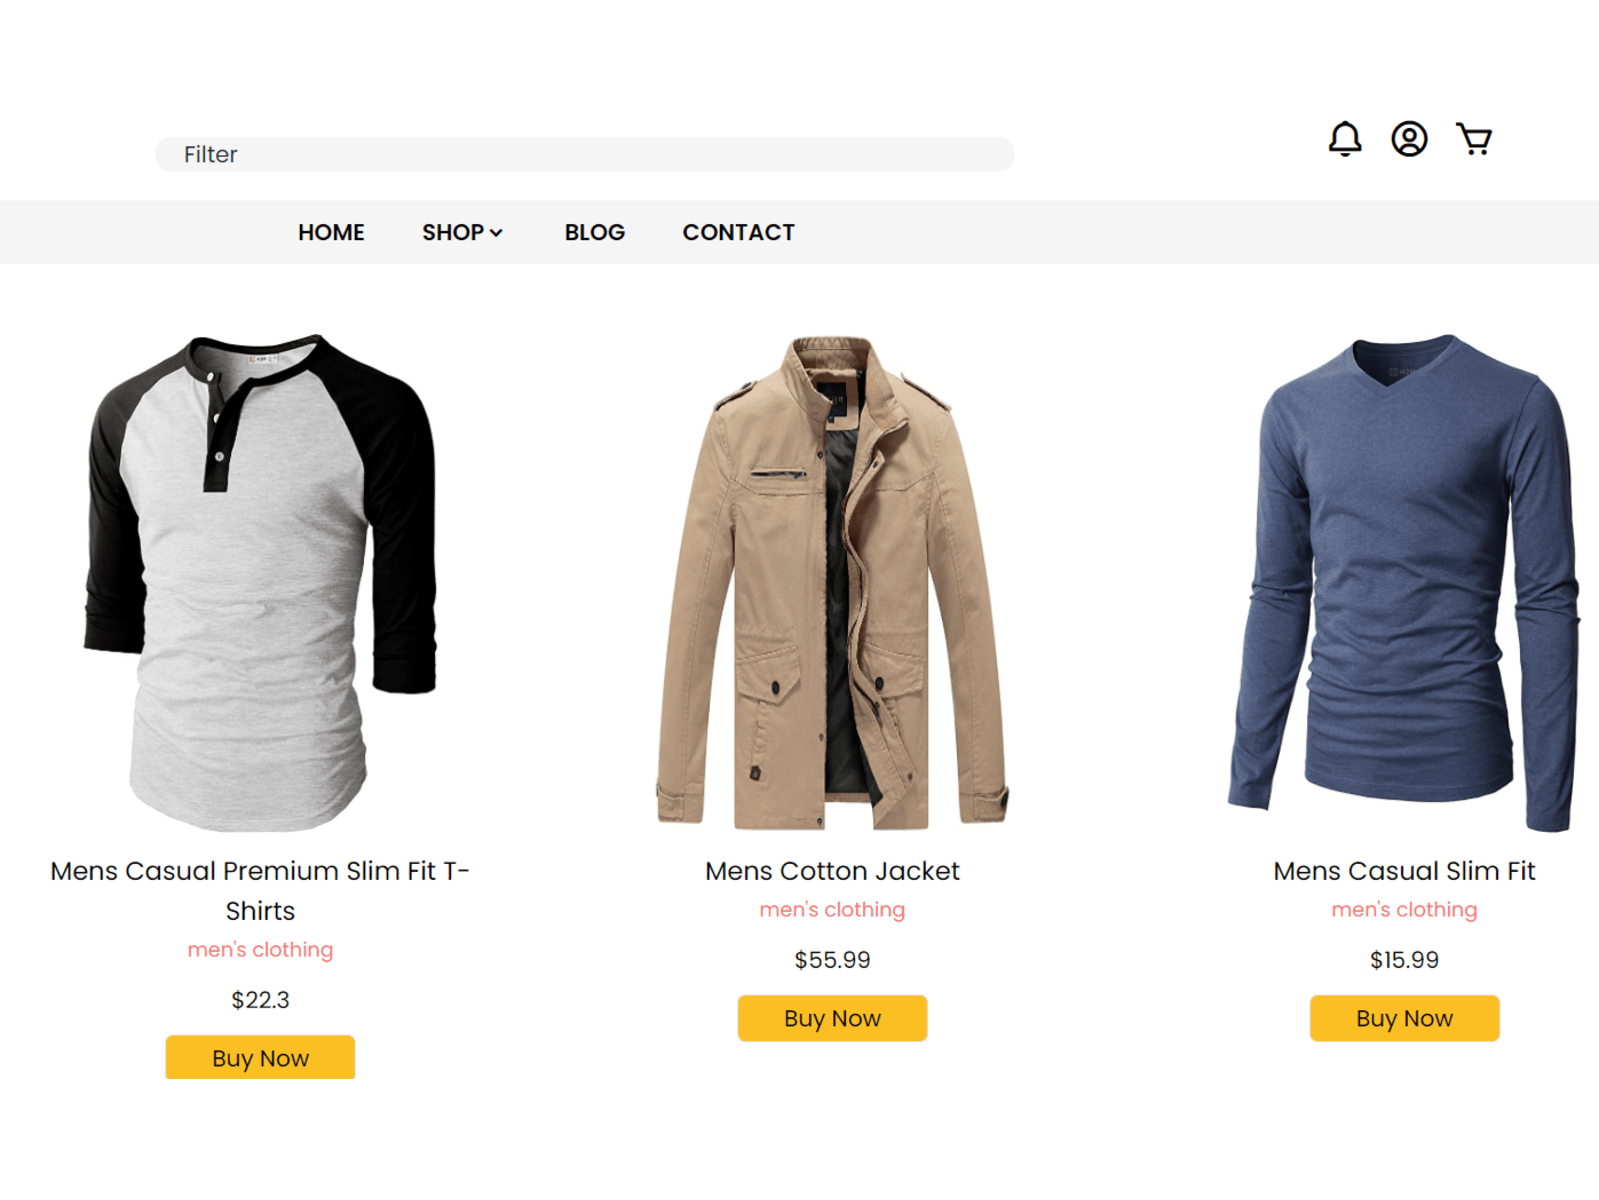 Filter
HOME SHOP BLOG CONTACT
Mens Casual Premium Slim Fit T-
Shirts
men's clothing
$22.3
Buy Now
Mens Cotton Jacket
men's clothing
$55.99
Buy Now
Mens Casual Slim Fit
men's clothing
$15.99
Buy Now